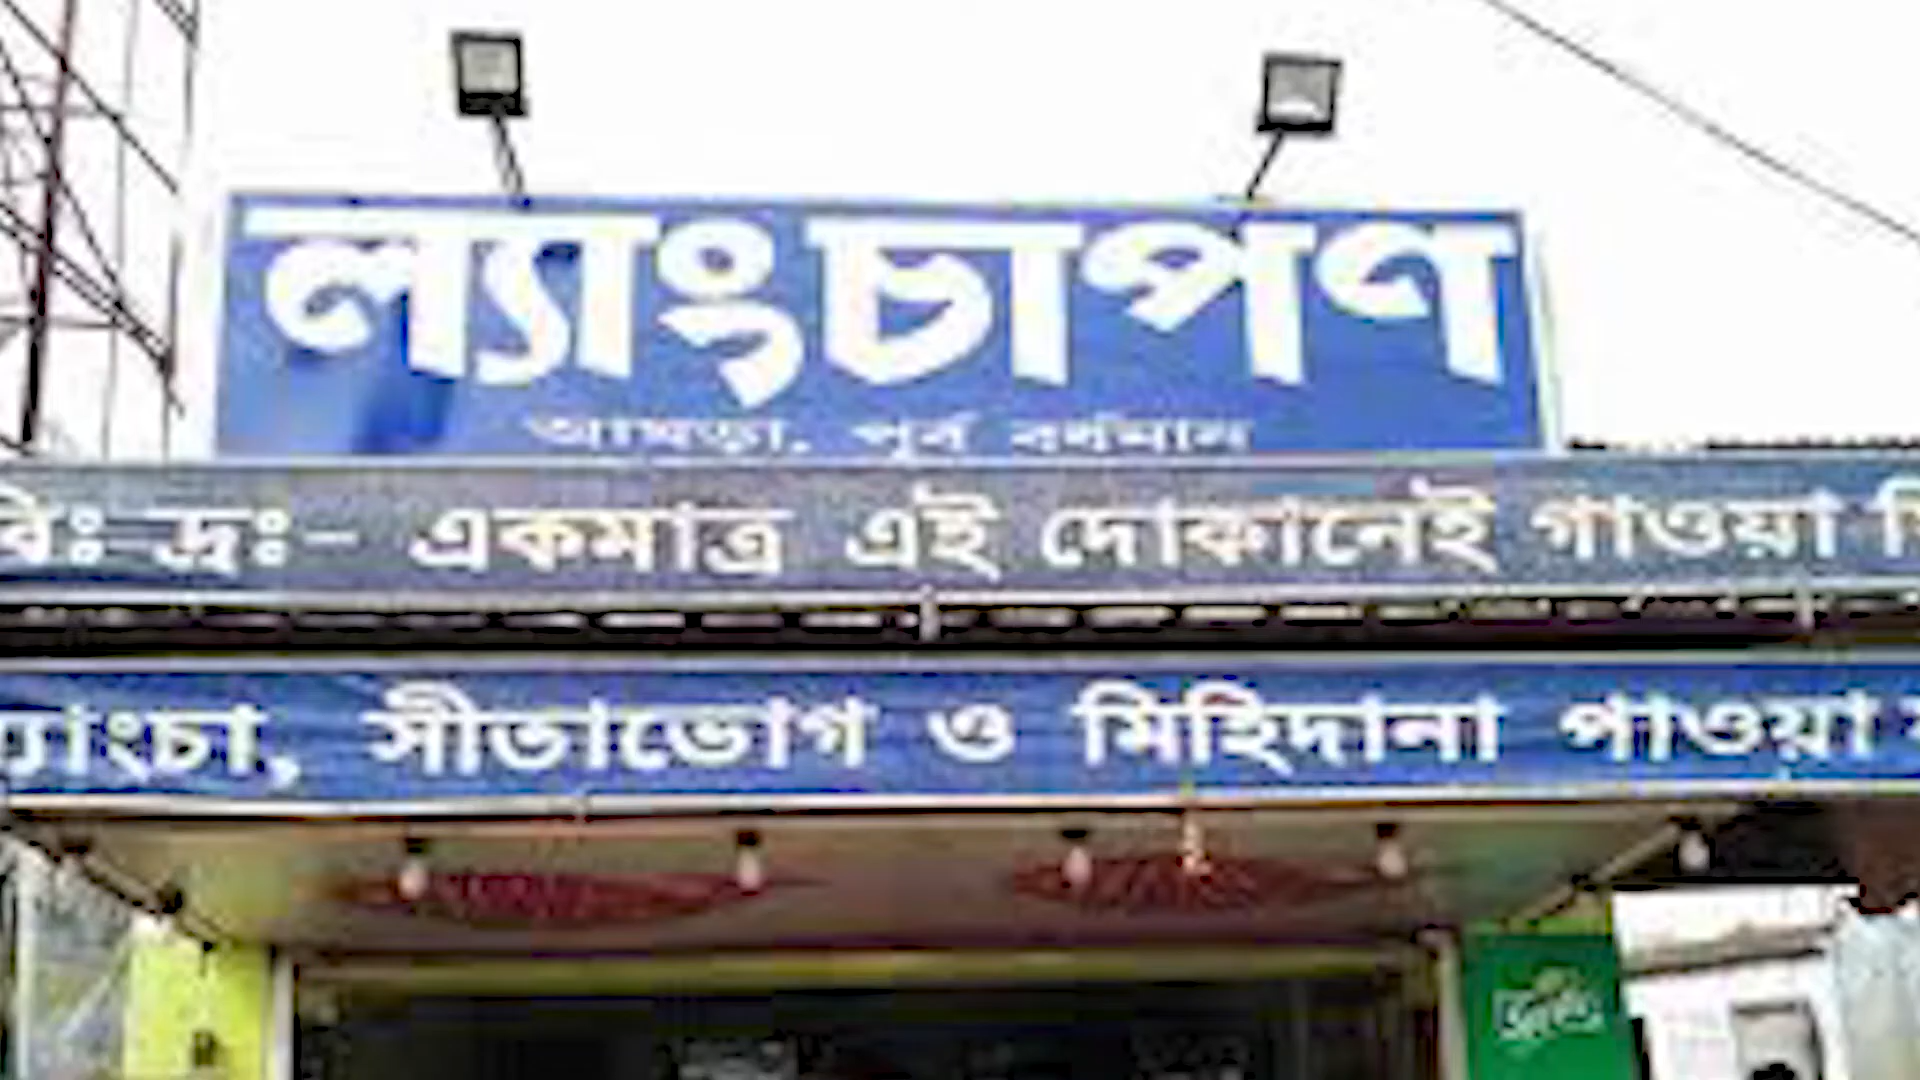 ল্যাংচাপণ
আমড়া, পূর্ব বর্ধমান
বিঃ দ্রঃ- একমাত্র এই দোকানেই গাওয়া
ল্যাংচা, সীতাভোগ ও মিহিদানা পাওয়া